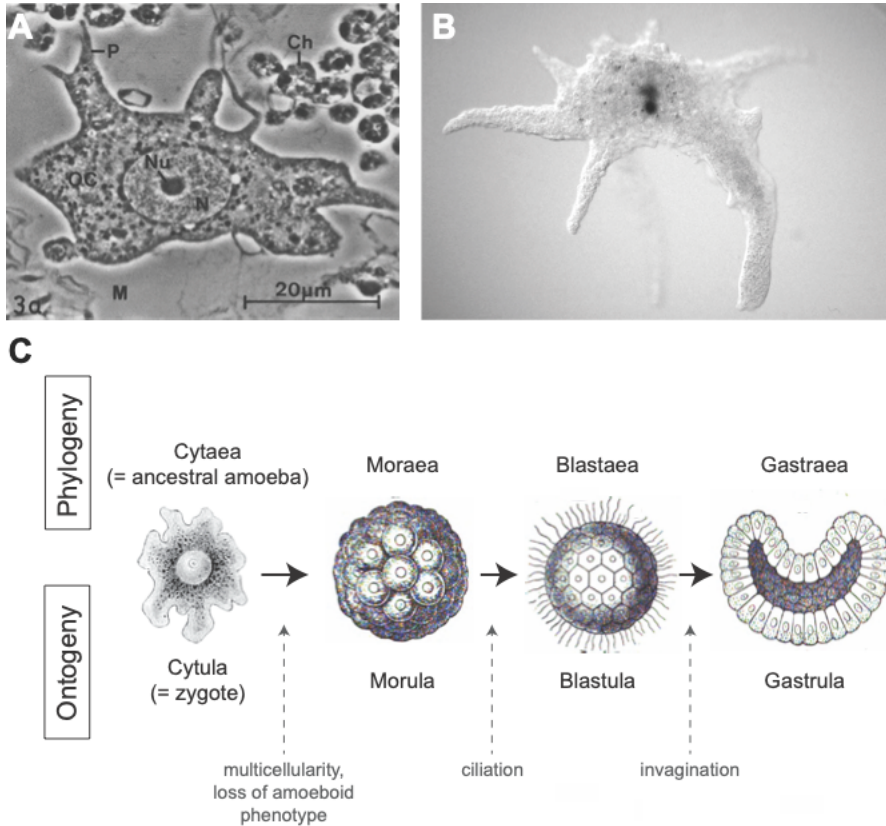 A
P
Ch
Nu
OC
N
20μm
3a
M
B
C
Phylogeny
Cytaea
(= ancestral amoeba)
Moraea
Blastaea
Gastraea
Ontogeny
Cytula
(= zygote)
Morula
Blastula
Gastrula
multicellularity,
loss of amoeboid
phenotype
ciliation
invagination